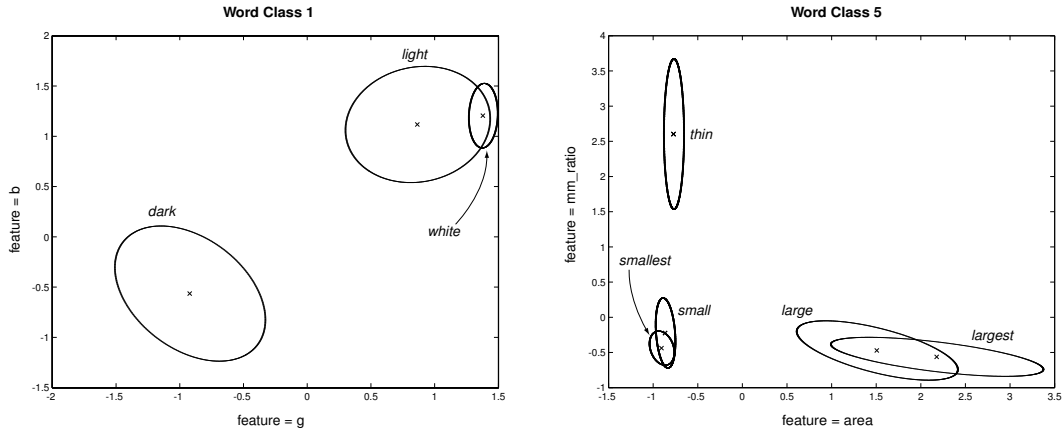 Word Class 1
2
1.5
1
0.5
0
-0.5
-1
-1.5
-1.5
-1
-0.5
0
0.5
1
1.5
feature = b
feature = g
light
white
dark
Word Class 5
4
3.5
3
2.5
2
1.5
1
0.5
0
-0.5
-1
-1.5
-1
-0.5
0
0.5
1
1.5
2
2.5
3
3.5
feature = mm_ratio
feature = area
thin
smallest
small
large
largest